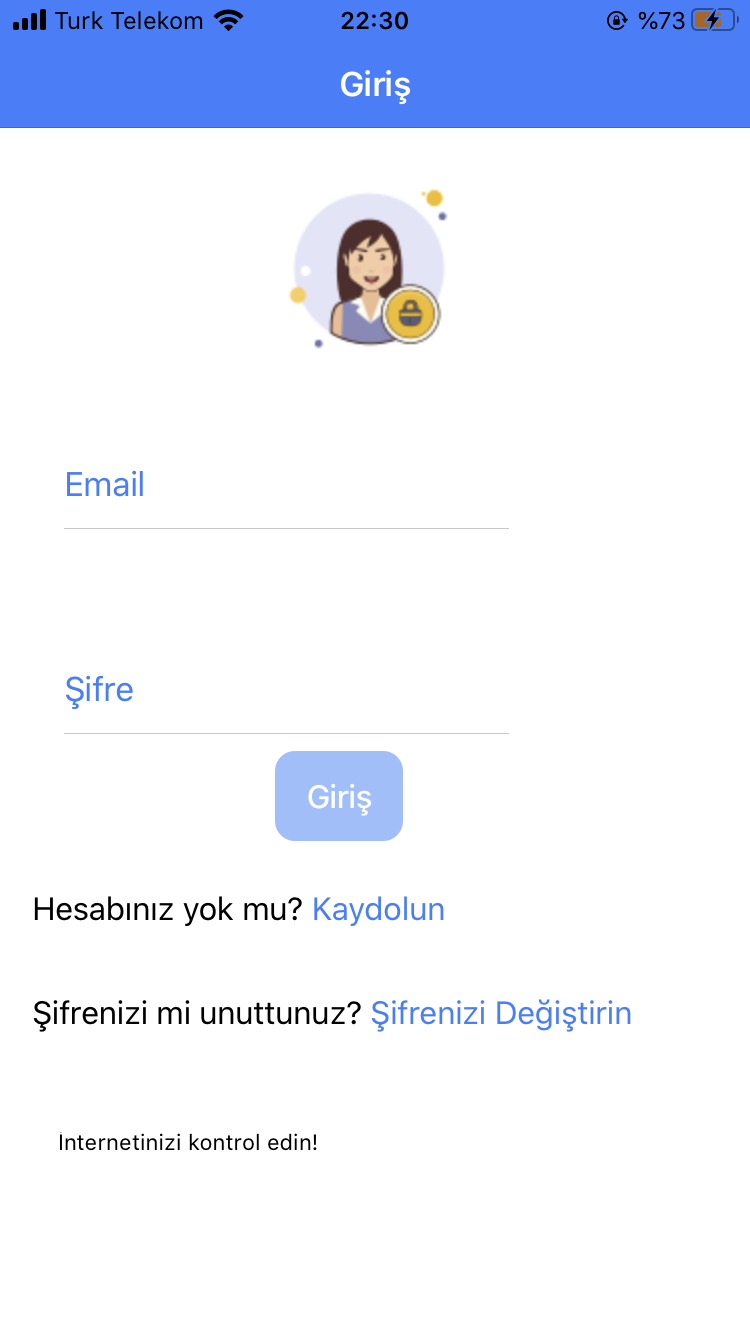 Turk Telekom 22:30 %73
Giriş
Email
Şifre
Giriş
Hesabınız yok mu? Kaydolun
Şifrenizi mi unuttunuz? Şifrenizi Değiştirin
İnternetinizi kontrol edin!